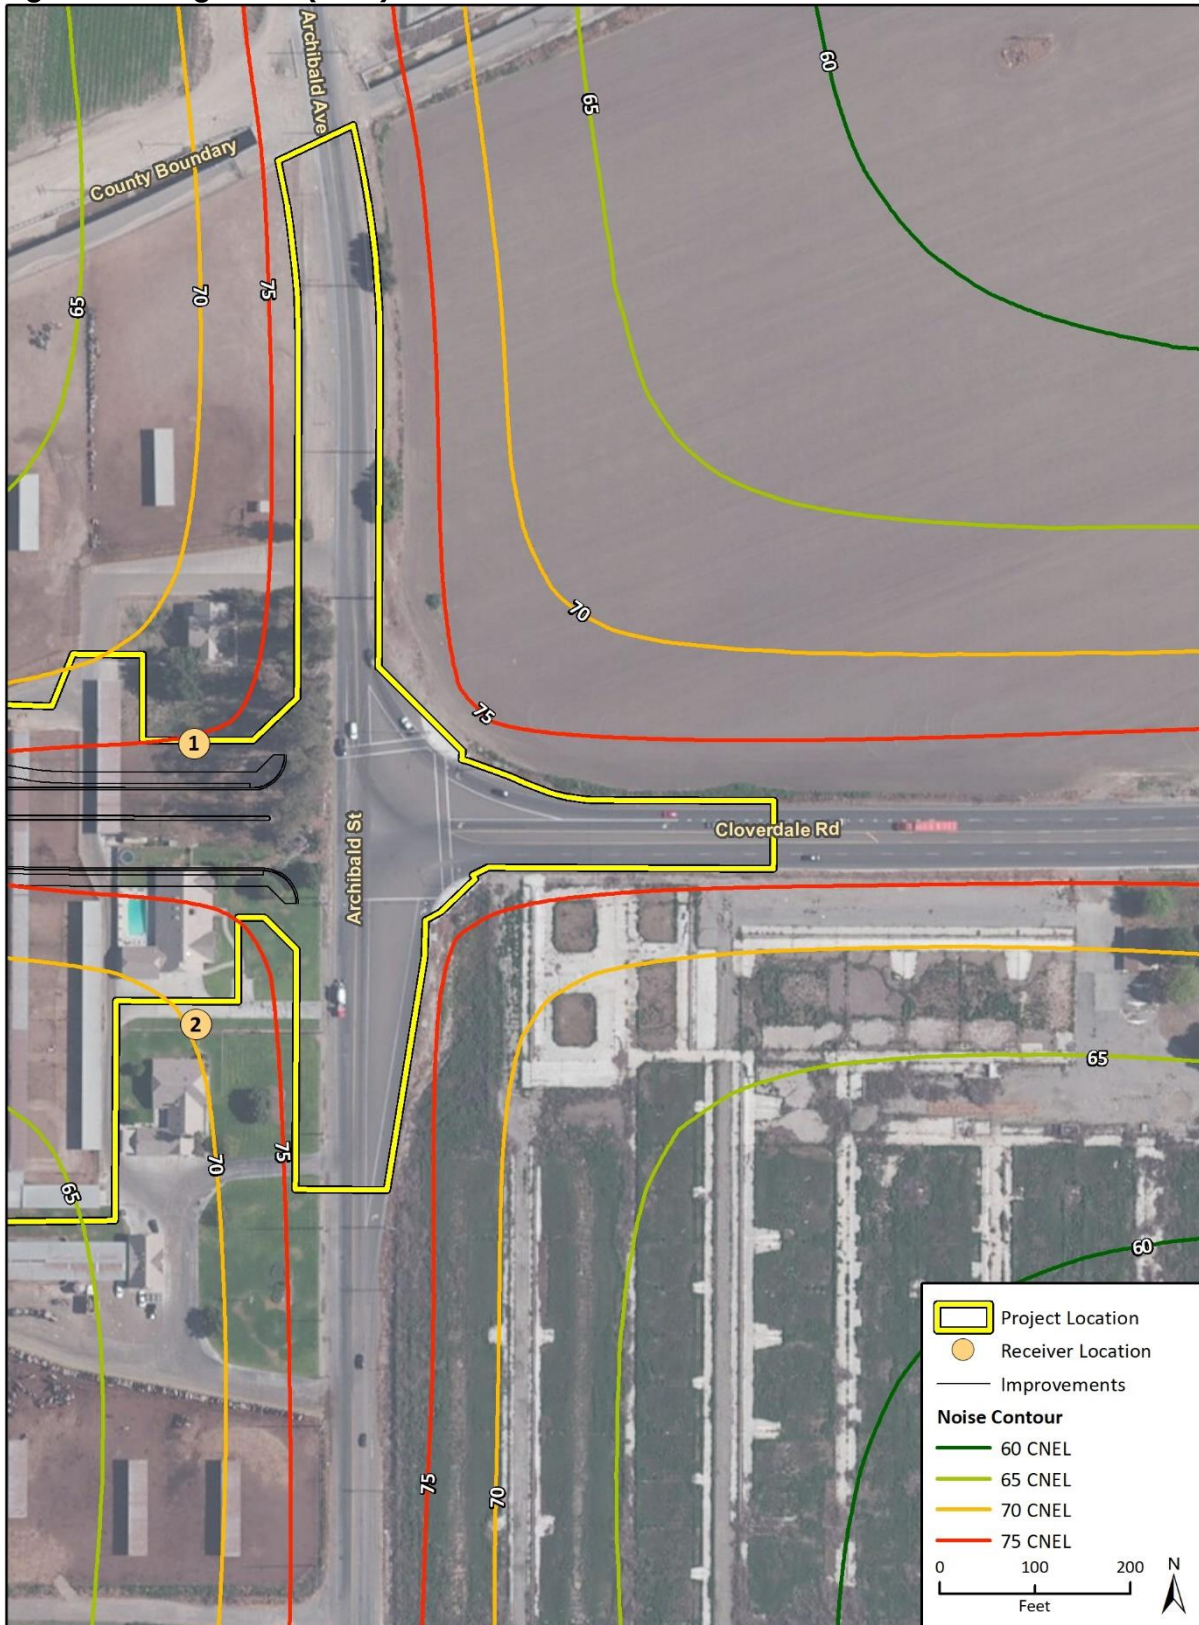 Archibald Ave
60
65
County Boundary
65
70
75
70
75
1
Cloverdale Rd
Archibald St
2
65
75
70
65
60
75
70
Project Location
Receiver Location
Improvements
Noise Contour
60 CNEL
65 CNEL
70 CNEL
75 CNEL
0 100 200
Feet
N